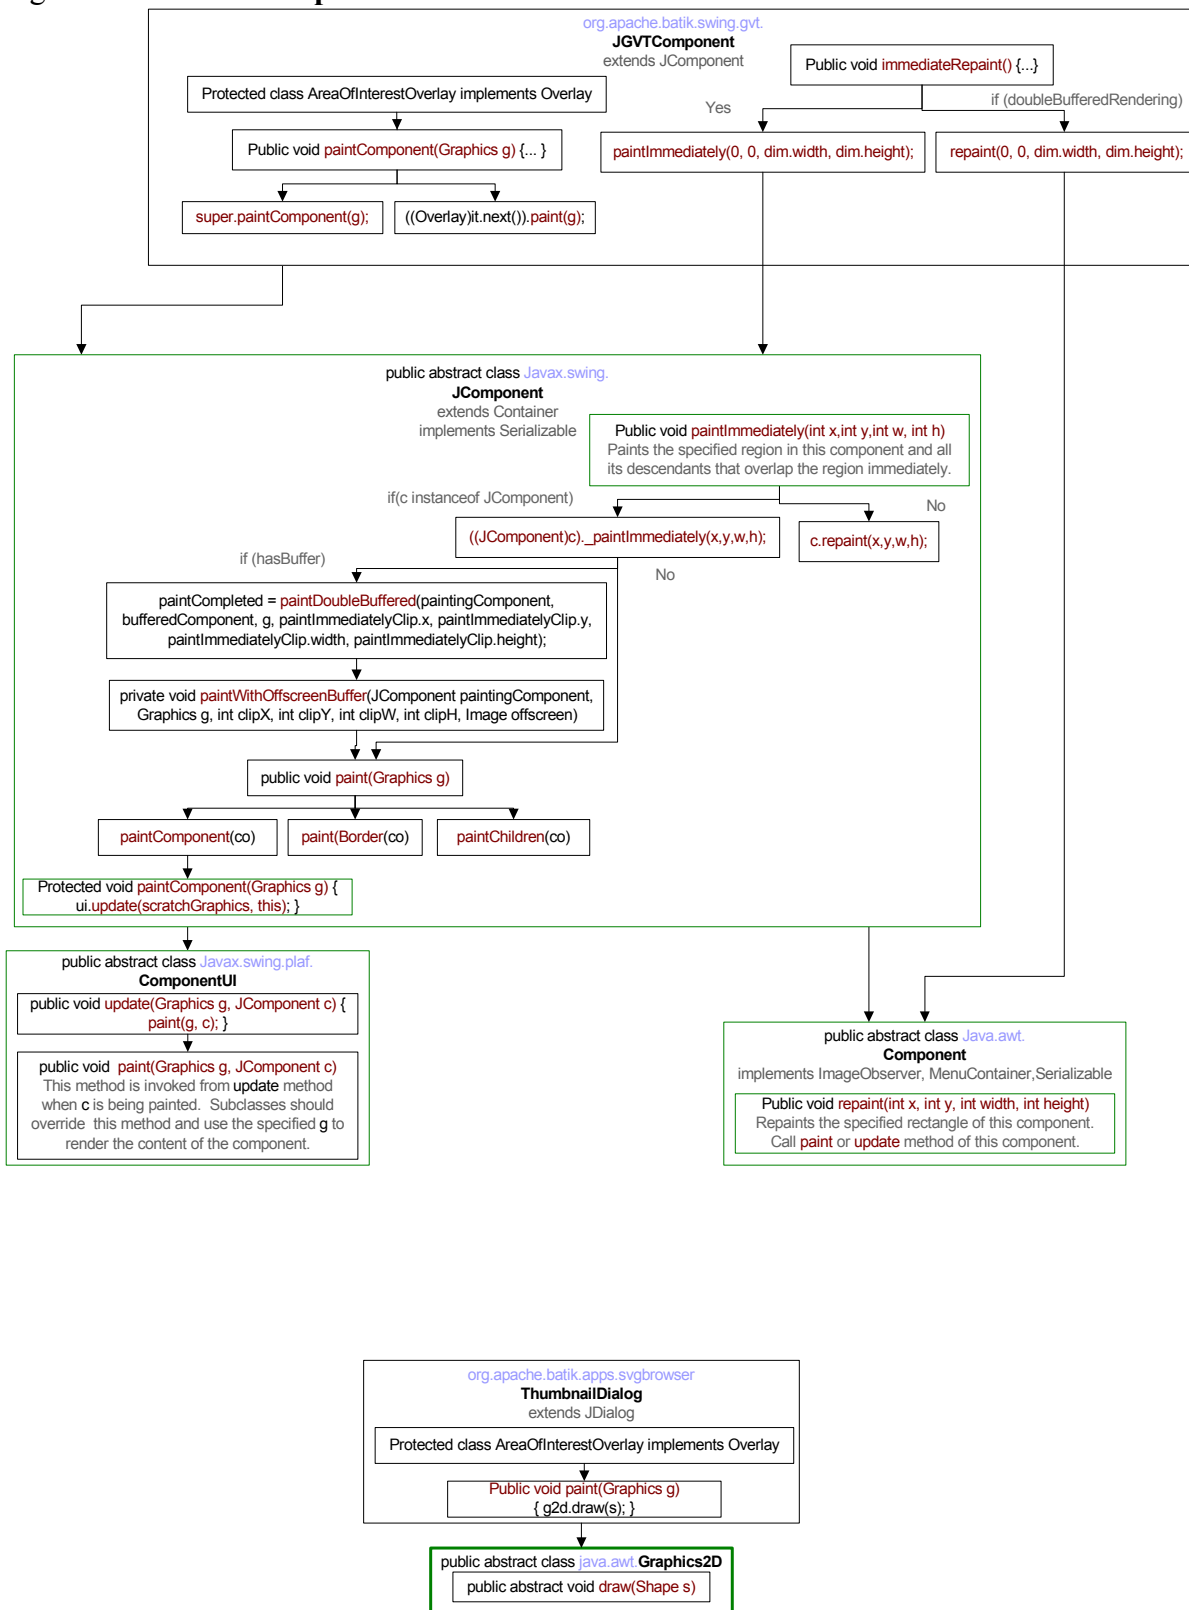 org.apache.batik.swing.gvt.
JGVTComponent
extends JComponent
Public void immediateRepaint() {...}
Protected class AreaOfInterestOverlay implements Overlay
Yes
if (doubleBufferedRendering)
Public void paintComponent(Graphics g) {... }
paintImmediately(0, 0, dim.width, dim.height);
repaint(0, 0, dim.width, dim.height);
super.paintComponent(g);
((Overlay)it.next()).paint(g);
public abstract class Javax.swing.
JComponent
extends Container
implements Serializable
Public void paintImmediately(int x,int y,int w, int h)
Paints the specified region in this component and all
its descendants that overlap the region immediately.
if(c instanceof JComponent)
No
((JComponent)c)._paintImmediately(x,y,w,h);
c.repaint(x,y,w,h);
if (hasBuffer)
No
paintCompleted = paintDoubleBuffered(paintingComponent,
bufferedComponent, g, paintImmediatelyClip.x, paintImmediatelyClip.y,
paintImmediatelyClip.width, paintImmediatelyClip.height);
private void paintWithOffscreenBuffer(JComponent paintingComponent,
Graphics g, int clipX, int clipY, int clipW, int clipH, Image offscreen)
public void paint(Graphics g)
paintComponent(co)
paint(Border(co)
paintChildren(co)
Protected void paintComponent(Graphics g) {
ui.update(scratchGraphics, this); }
public abstract class Javax.swing.plaf.
ComponentUI
public void update(Graphics g, JComponent c) {
paint(g, c); }
public void paint(Graphics g, JComponent c)
This method is invoked from update method
when c is being painted. Subclasses should
override this method and use the specified g to
render the content of the component.
public abstract class Java.awt.
Component
implements ImageObserver, MenuContainer,Serializable
Public void repaint(int x, int y, int width, int height)
Repaints the specified rectangle of this component.
Call paint or update method of this component.
org.apache.batik.apps.svgbrowser
ThumbnailDialog
extends JDialog
Protected class AreaOfInterestOverlay implements Overlay
Public void paint(Graphics g)
{ g2d.draw(s); }
public abstract class java.awt.Graphics2D
public abstract void draw(Shape s)